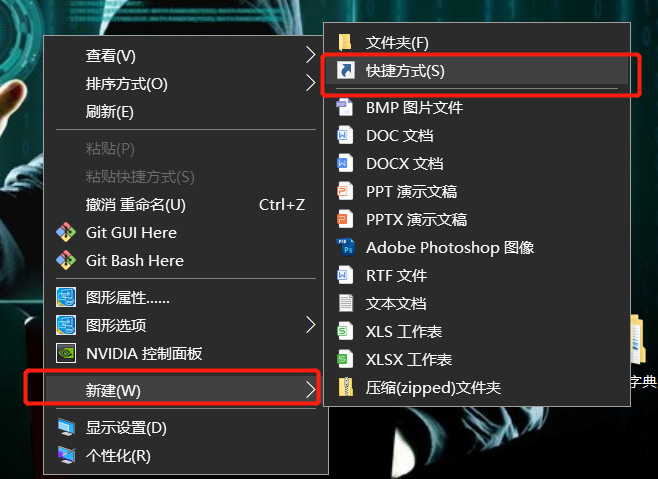 查看(V)
排序方式(O)
刷新(E)
粘贴(P)
粘贴快捷方式(S)
撤消 重命名(U) Ctrl+Z
Git GUI Here
Git Bash Here
图形属性......
图形选项
NVIDIA 控制面板
新建(W)
显示设置(D)
个性化(R)
文件夹(F)
快捷方式(S)
BMP 图片文件
DOC 文档
DOCX 文档
PPT 演示文稿
PPTX 演示文稿
Adobe Photoshop 图像
RTF 文件
文本文档
XLS 工作表
XLSX 工作表
压缩(zipped)文件夹
字典